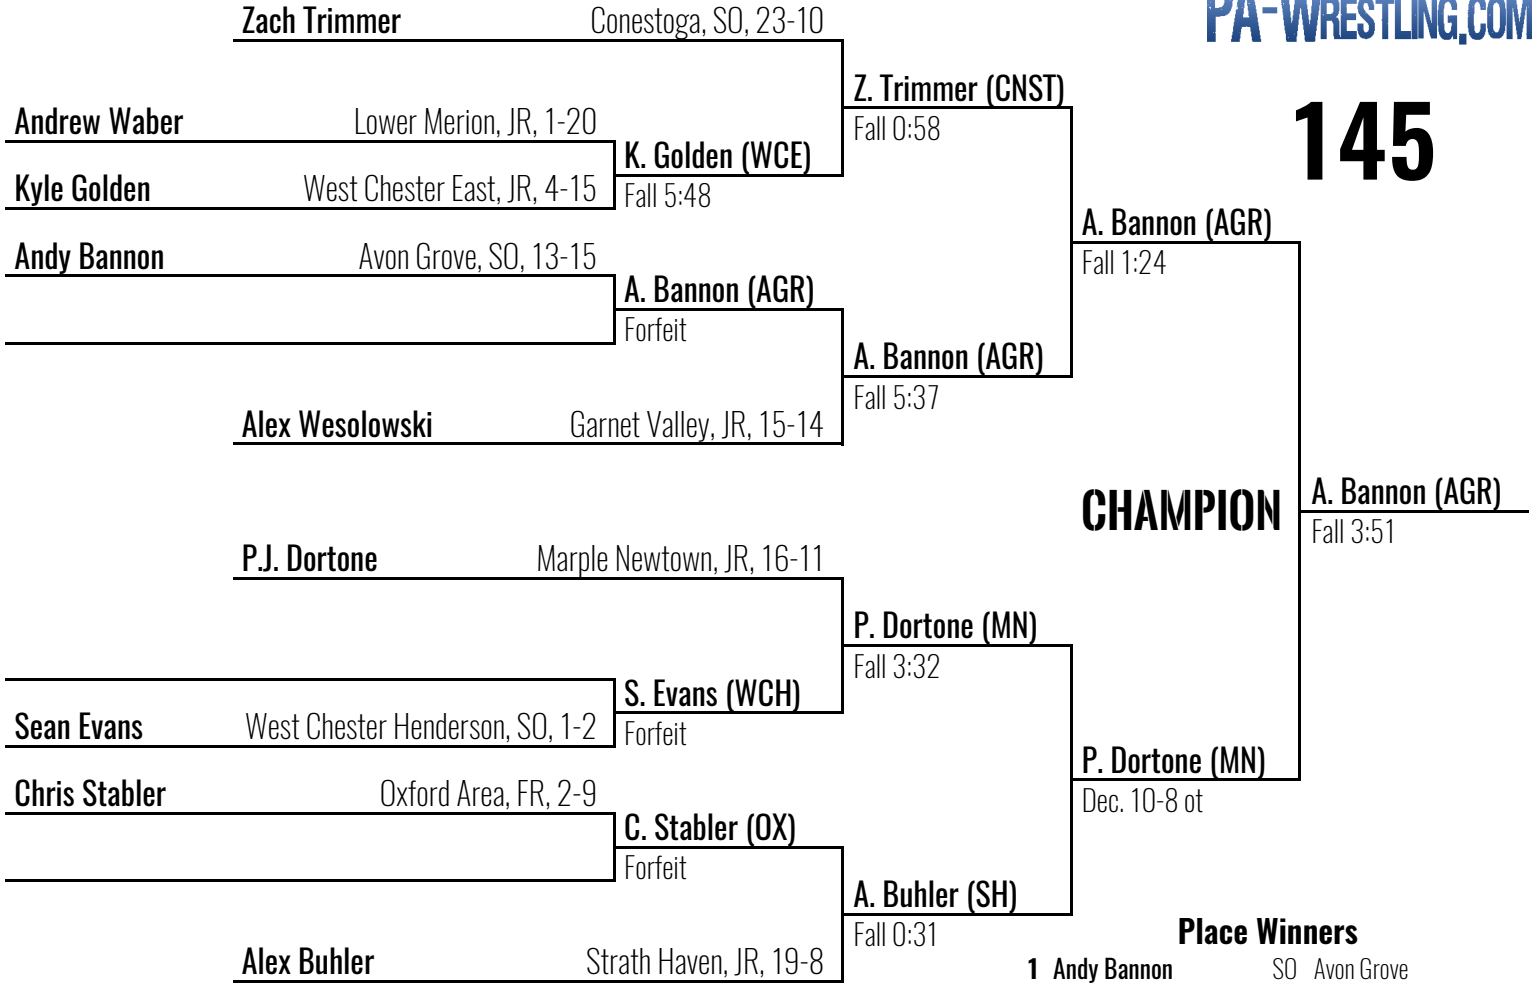 PA-WRESTLING.COM
145
Zach Trimmer Conestoga, SO, 23-10
Z. Trimmer (CNST)
Fall 0:58
Andrew Waber Lower Merion, JR, 1-20
K. Golden (WCE)
Fall 5:48
Kyle Golden West Chester East, JR, 4-15
A. Bannon (AGR)
Fall 1:24
Andy Bannon Avon Grove, SO, 13-15
A. Bannon (AGR)
Forfeit
A. Bannon (AGR)
Fall 5:37
Alex Wesolowski Garnet Valley, JR, 15-14
CHAMPION
A. Bannon (AGR)
Fall 3:51
P.J. Dortone Marple Newtown, JR, 16-11
P. Dortone (MN)
Fall 3:32
S. Evans (WCH)
Forfeit
Sean Evans West Chester Henderson, SO, 1-2
P. Dortone (MN)
Dec. 10-8 ot
Chris Stabler Oxford Area, FR, 2-9
C. Stabler (OX)
Forfeit
A. Buhler (SH)
Fall 0:31
Alex Buhler Strath Haven, JR, 19-8
Place Winners
1 Andy Bannon SO Avon Grove